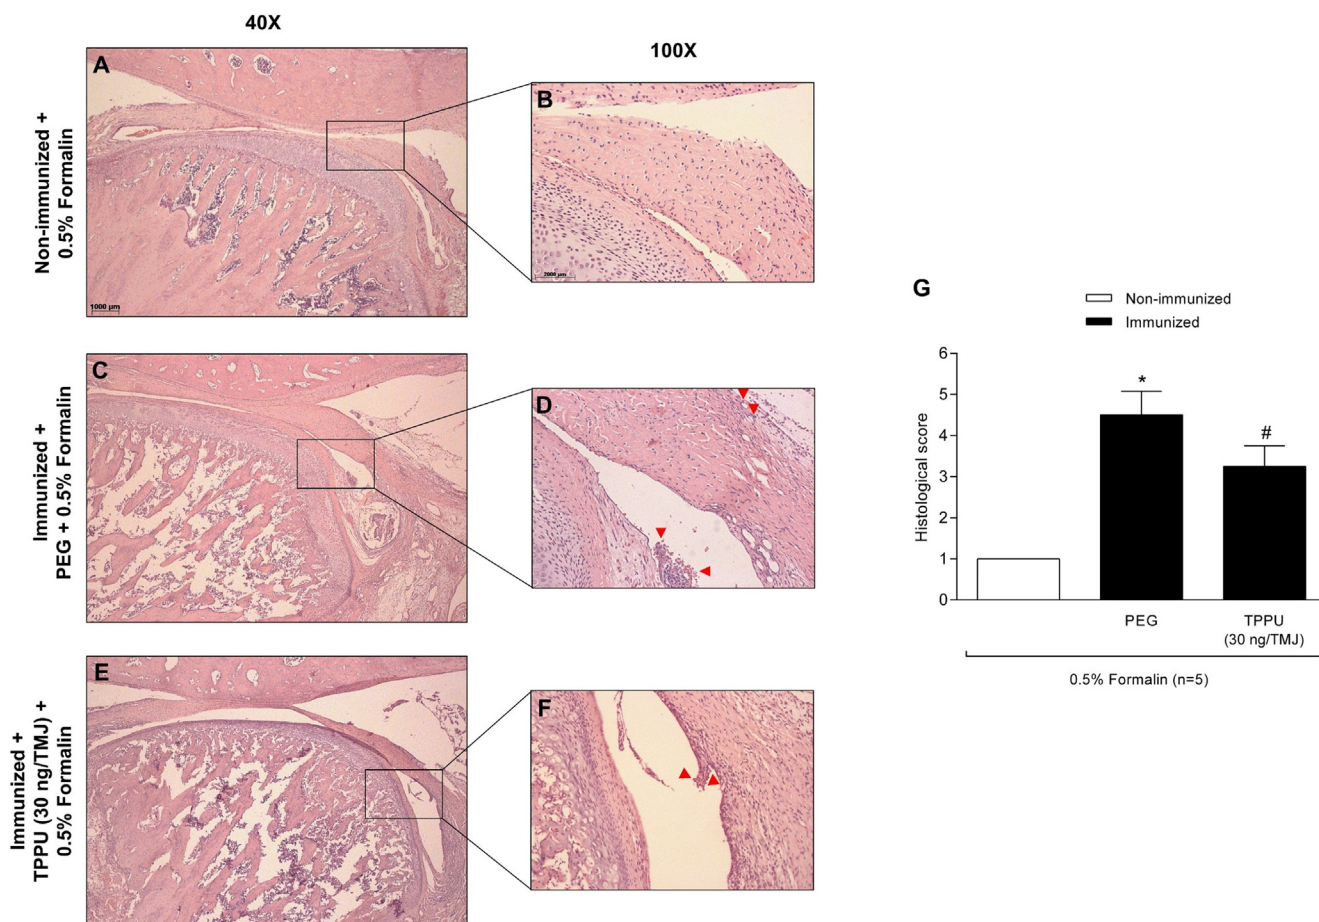 40X
100X
Non-immunized +
0.5% Formalin
A
1000 µm
B
2000 µm
Immunized +
PEG + 0.5% Formalin
C
D
Immunized +
TPPU (30 ng/TMJ) +
0.5% Formalin
E
F
G
Non-immunized
Immunized
Histological score
6
5
4
3
2
1
0
*
#
PEG
TPPU
(30 ng/TMJ)
0.5% Formalin (n=5)